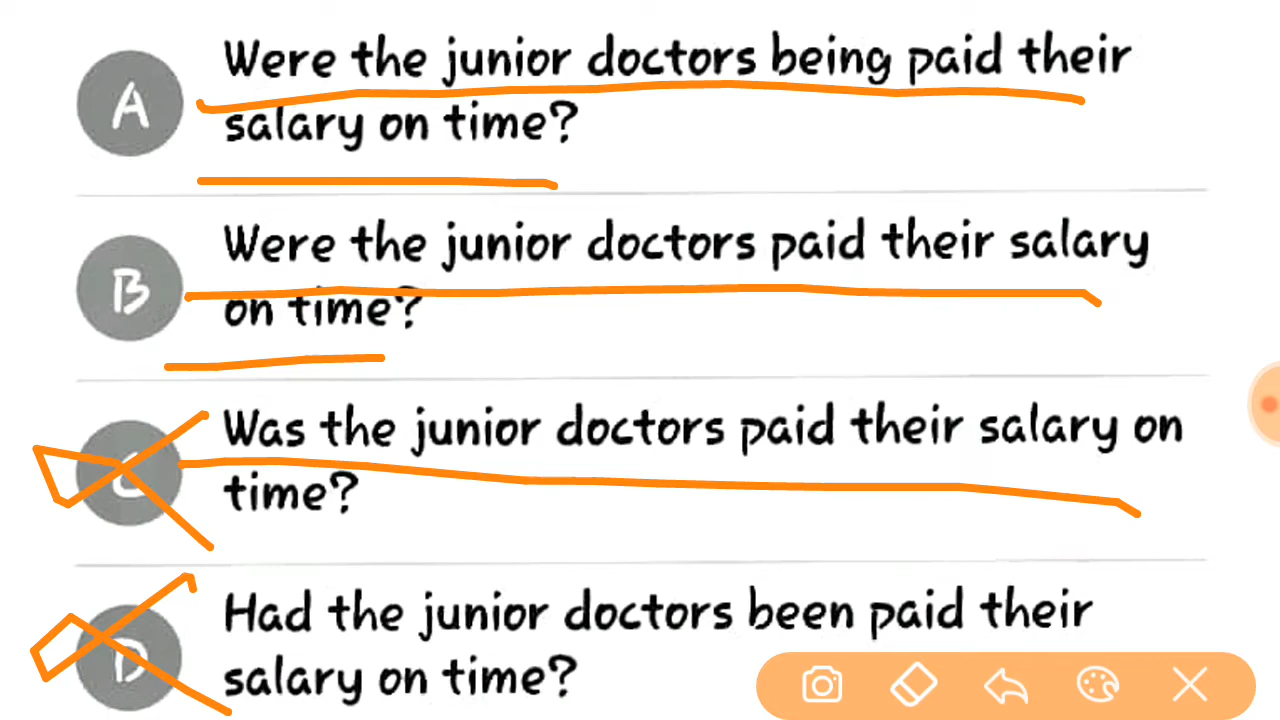 A
Were the junior doctors being paid their
salary on time?
B
Were the junior doctors paid their salary
on time?
C
Was the junior doctors paid their salary on
time?
D
Had the junior doctors been paid their
salary on time?